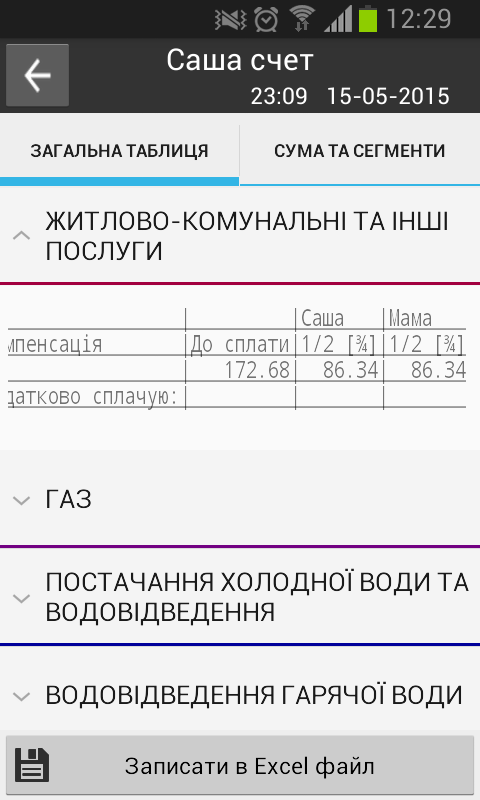 12:29
Саша счет
23:09 15-05-2015
ЗАГАЛЬНА ТАБЛИЦЯ
СУМА ТА СЕГМЕНТИ
ЖИТЛОВО-КОМУНАЛЬНІ ТА ІНШІ
ПОСЛУГИ
|Саша |Мама
мпенсація |До сплати|1/2 [¾]|1/2 [¾]
| 172.68| 86.34| 86.34
датково сплачую:|
ГАЗ
ПОСТАЧАННЯ ХОЛОДНОЇ ВОДИ ТА
ВОДОВІДВЕДЕННЯ
ВОДОВІДВЕДЕННЯ ГАРЯЧОЇ ВОДИ
Записати в Excel файл